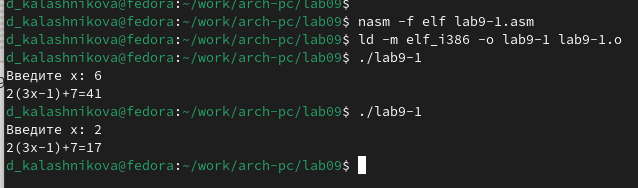 d_kalashnikova@fedora:~/work/arch-pc/lab09$
d_kalashnikova@fedora:~/work/arch-pc/lab09$ nasm -f elf lab9-1.asm
d_kalashnikova@fedora:~/work/arch-pc/lab09$ ld -m elf_i386 -o lab9-1 lab9-1.o
d_kalashnikova@fedora:~/work/arch-pc/lab09$ ./lab9-1
Введите x: 6
2(3x-1)+7=41
d_kalashnikova@fedora:~/work/arch-pc/lab09$ ./lab9-1
Введите x: 2
2(3x-1)+7=17
d_kalashnikova@fedora:~/work/arch-pc/lab09$